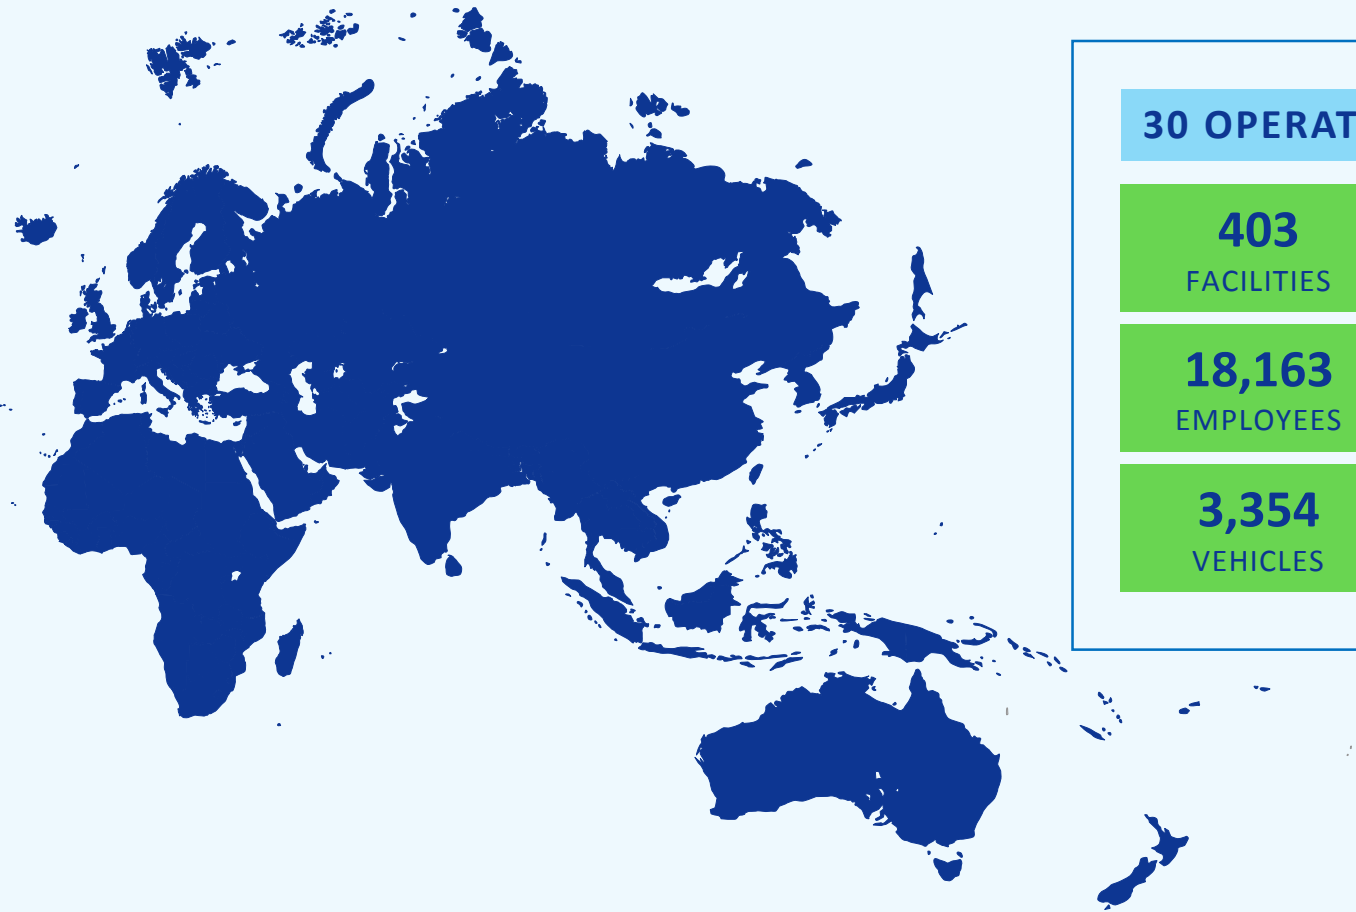 30 OPERAT
403
FACILITIES
18,163
EMPLOYEES
3,354
VEHICLES